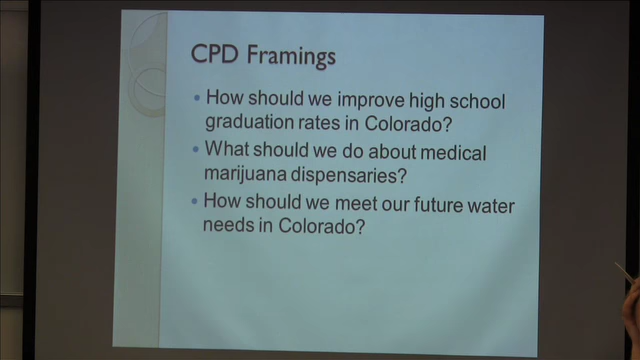 CPD Framings
• How should we improve high school
graduation rates in Colorado?
• What should we do about medical
marijuana dispensaries?
• How should we meet our future water
needs in Colorado?